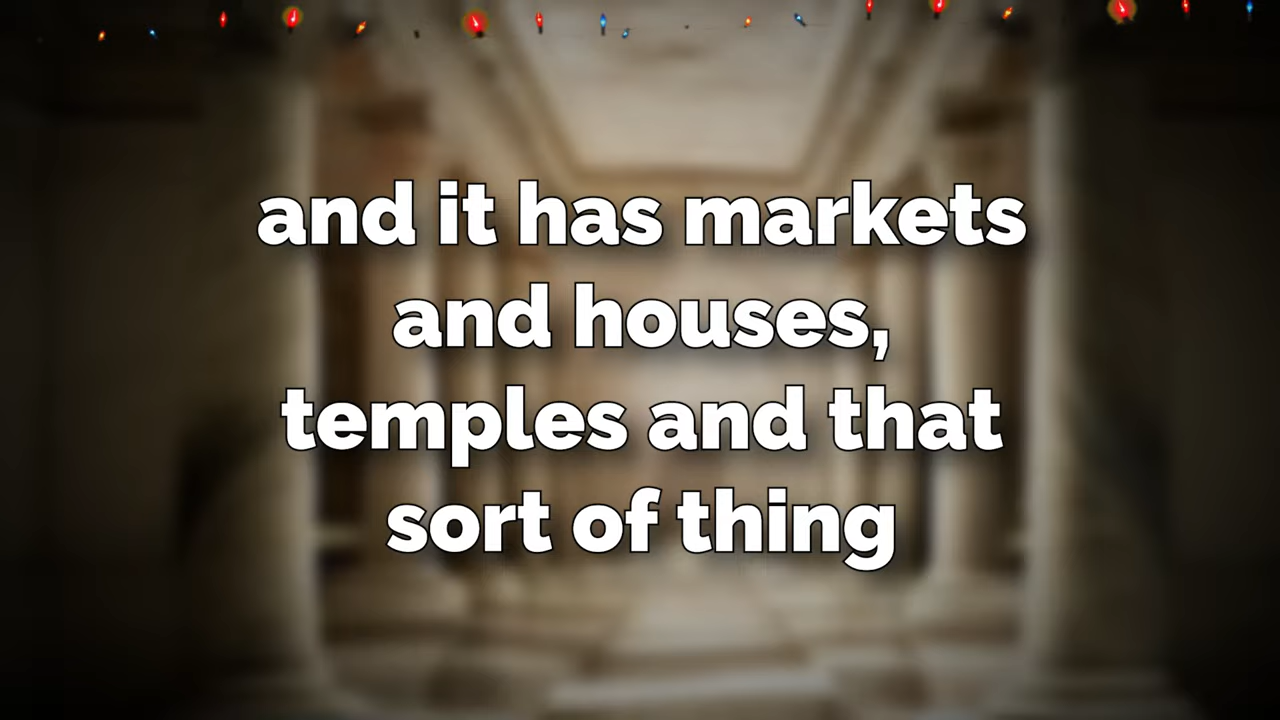 and it has markets
and houses,
temples and that
sort of thing